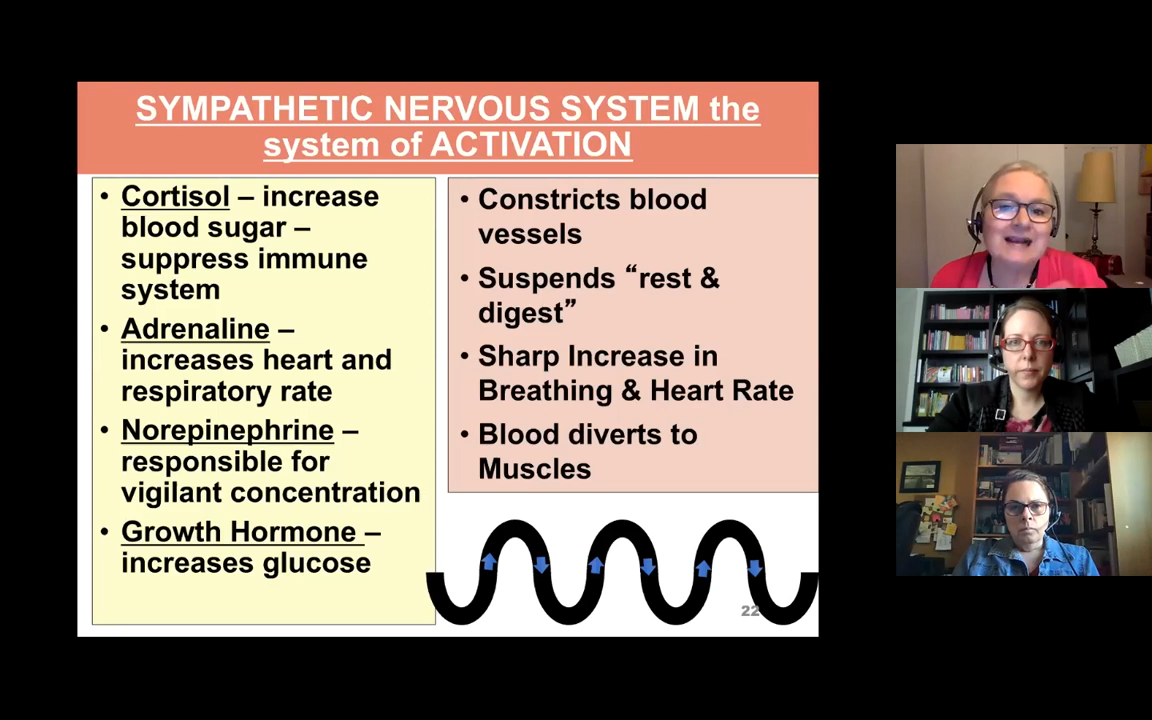 SYMPATHETIC NERVOUS SYSTEM the
system of ACTIVATION
• Cortisol – increase
blood sugar –
suppress immune
system
• Adrenaline –
increases heart and
respiratory rate
• Norepinephrine –
responsible for
vigilant concentration
• Growth Hormone –
increases glucose
• Constricts blood
vessels
• Suspends “rest &
digest”
• Sharp Increase in
Breathing & Heart Rate
• Blood diverts to
Muscles
22